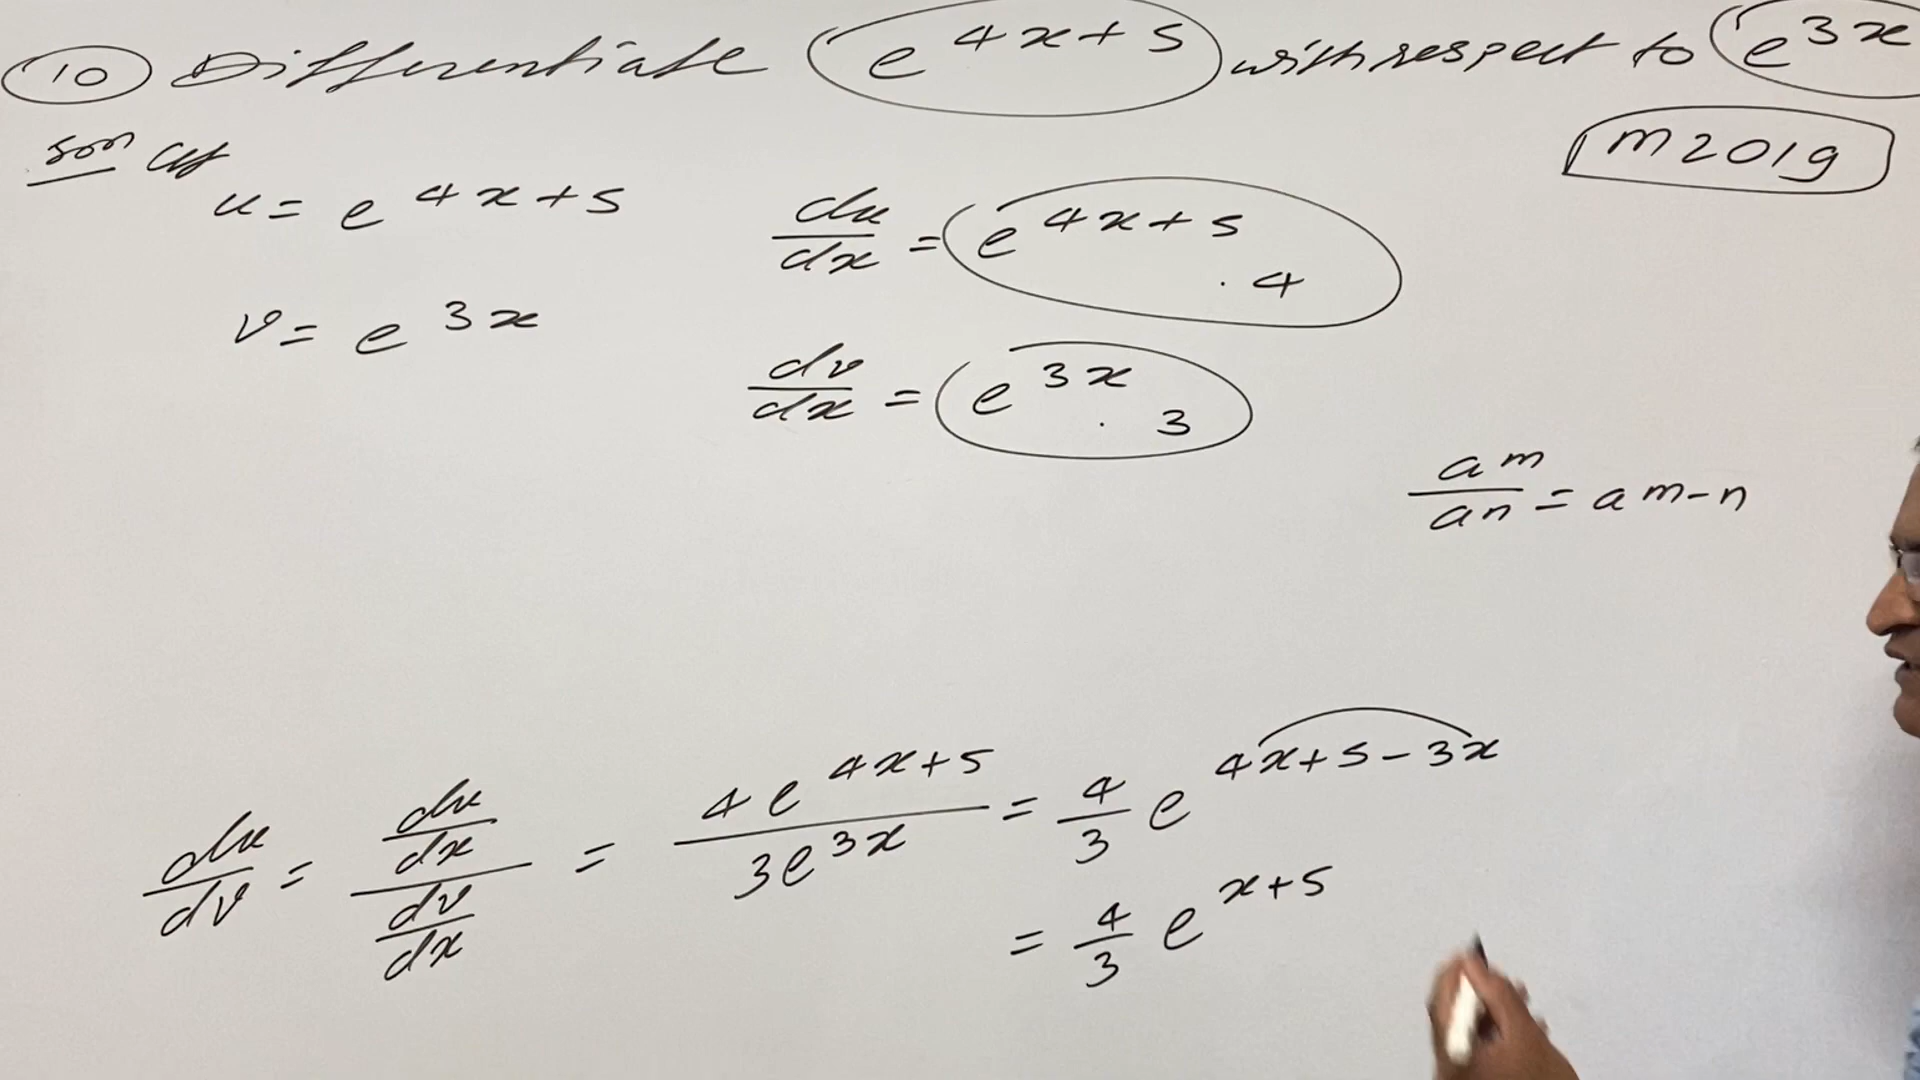 10 Differentiate e^{4x+5} with respect to e^{3x}
M2019
Son Let
u = e^{4x+5}
du/dx = e^{4x+5} . 4
v = e^{3x}
dv/dx = e^{3x} . 3
a^m/a^n = a^{m-n}
du/dv = (du/dx)/(dv/dx) = 4e^{4x+5}/3e^{3x} = 4/3 e^{4x+5-3x}
= 4/3 e^{x+5}